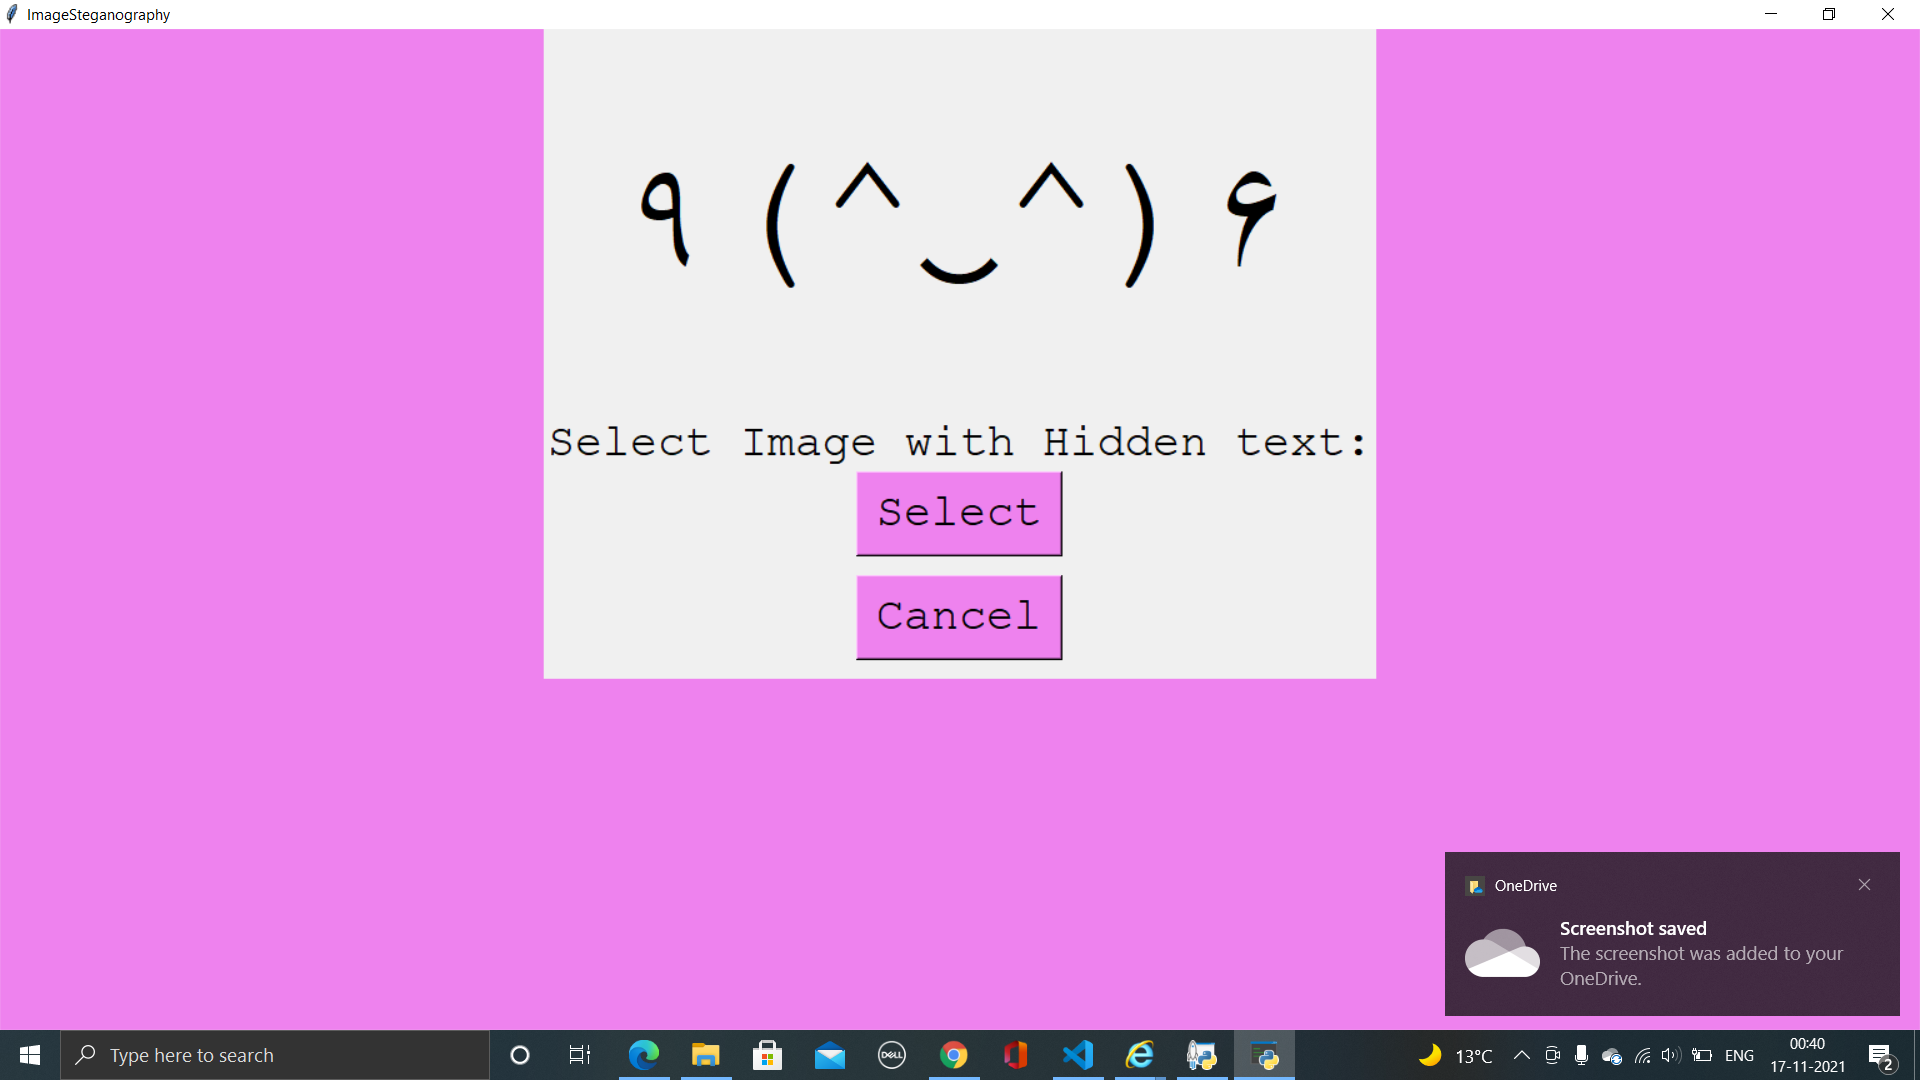 ImageSteganography
٩ (^‿^) ۶
Select Image with Hidden text:
Select
Cancel
OneDrive
Screenshot saved
The screenshot was added to your
OneDrive.
Type here to search
DELL
13°C
ENG
00:40
17-11-2021
2